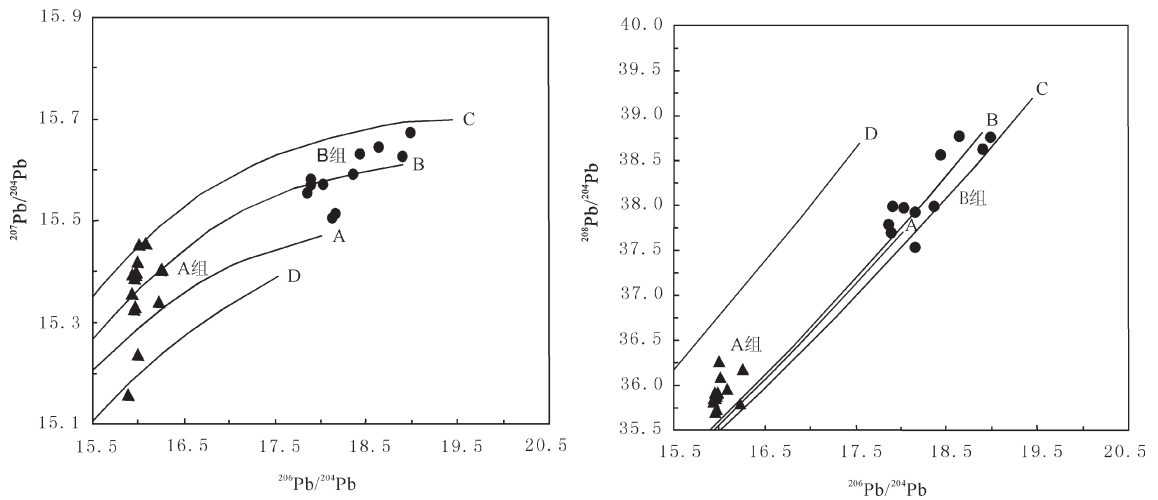 15.9
15.7
15.5
15.3
15.1
²⁰⁷Pb/²⁰⁴Pb
C
B组
B
A
A组
D
15.5 16.5 17.5 18.5 19.5 20.5
²⁰⁶Pb/²⁰⁴Pb
40.0
39.5
39.0
38.5
38.0
37.5
37.0
36.5
36.0
35.5
²⁰⁸Pb/²⁰⁴Pb
C
B
D
B组
A
A组
15.5 16.5 17.5 18.5 19.5 20.5
²⁰⁶Pb/²⁰⁴Pb